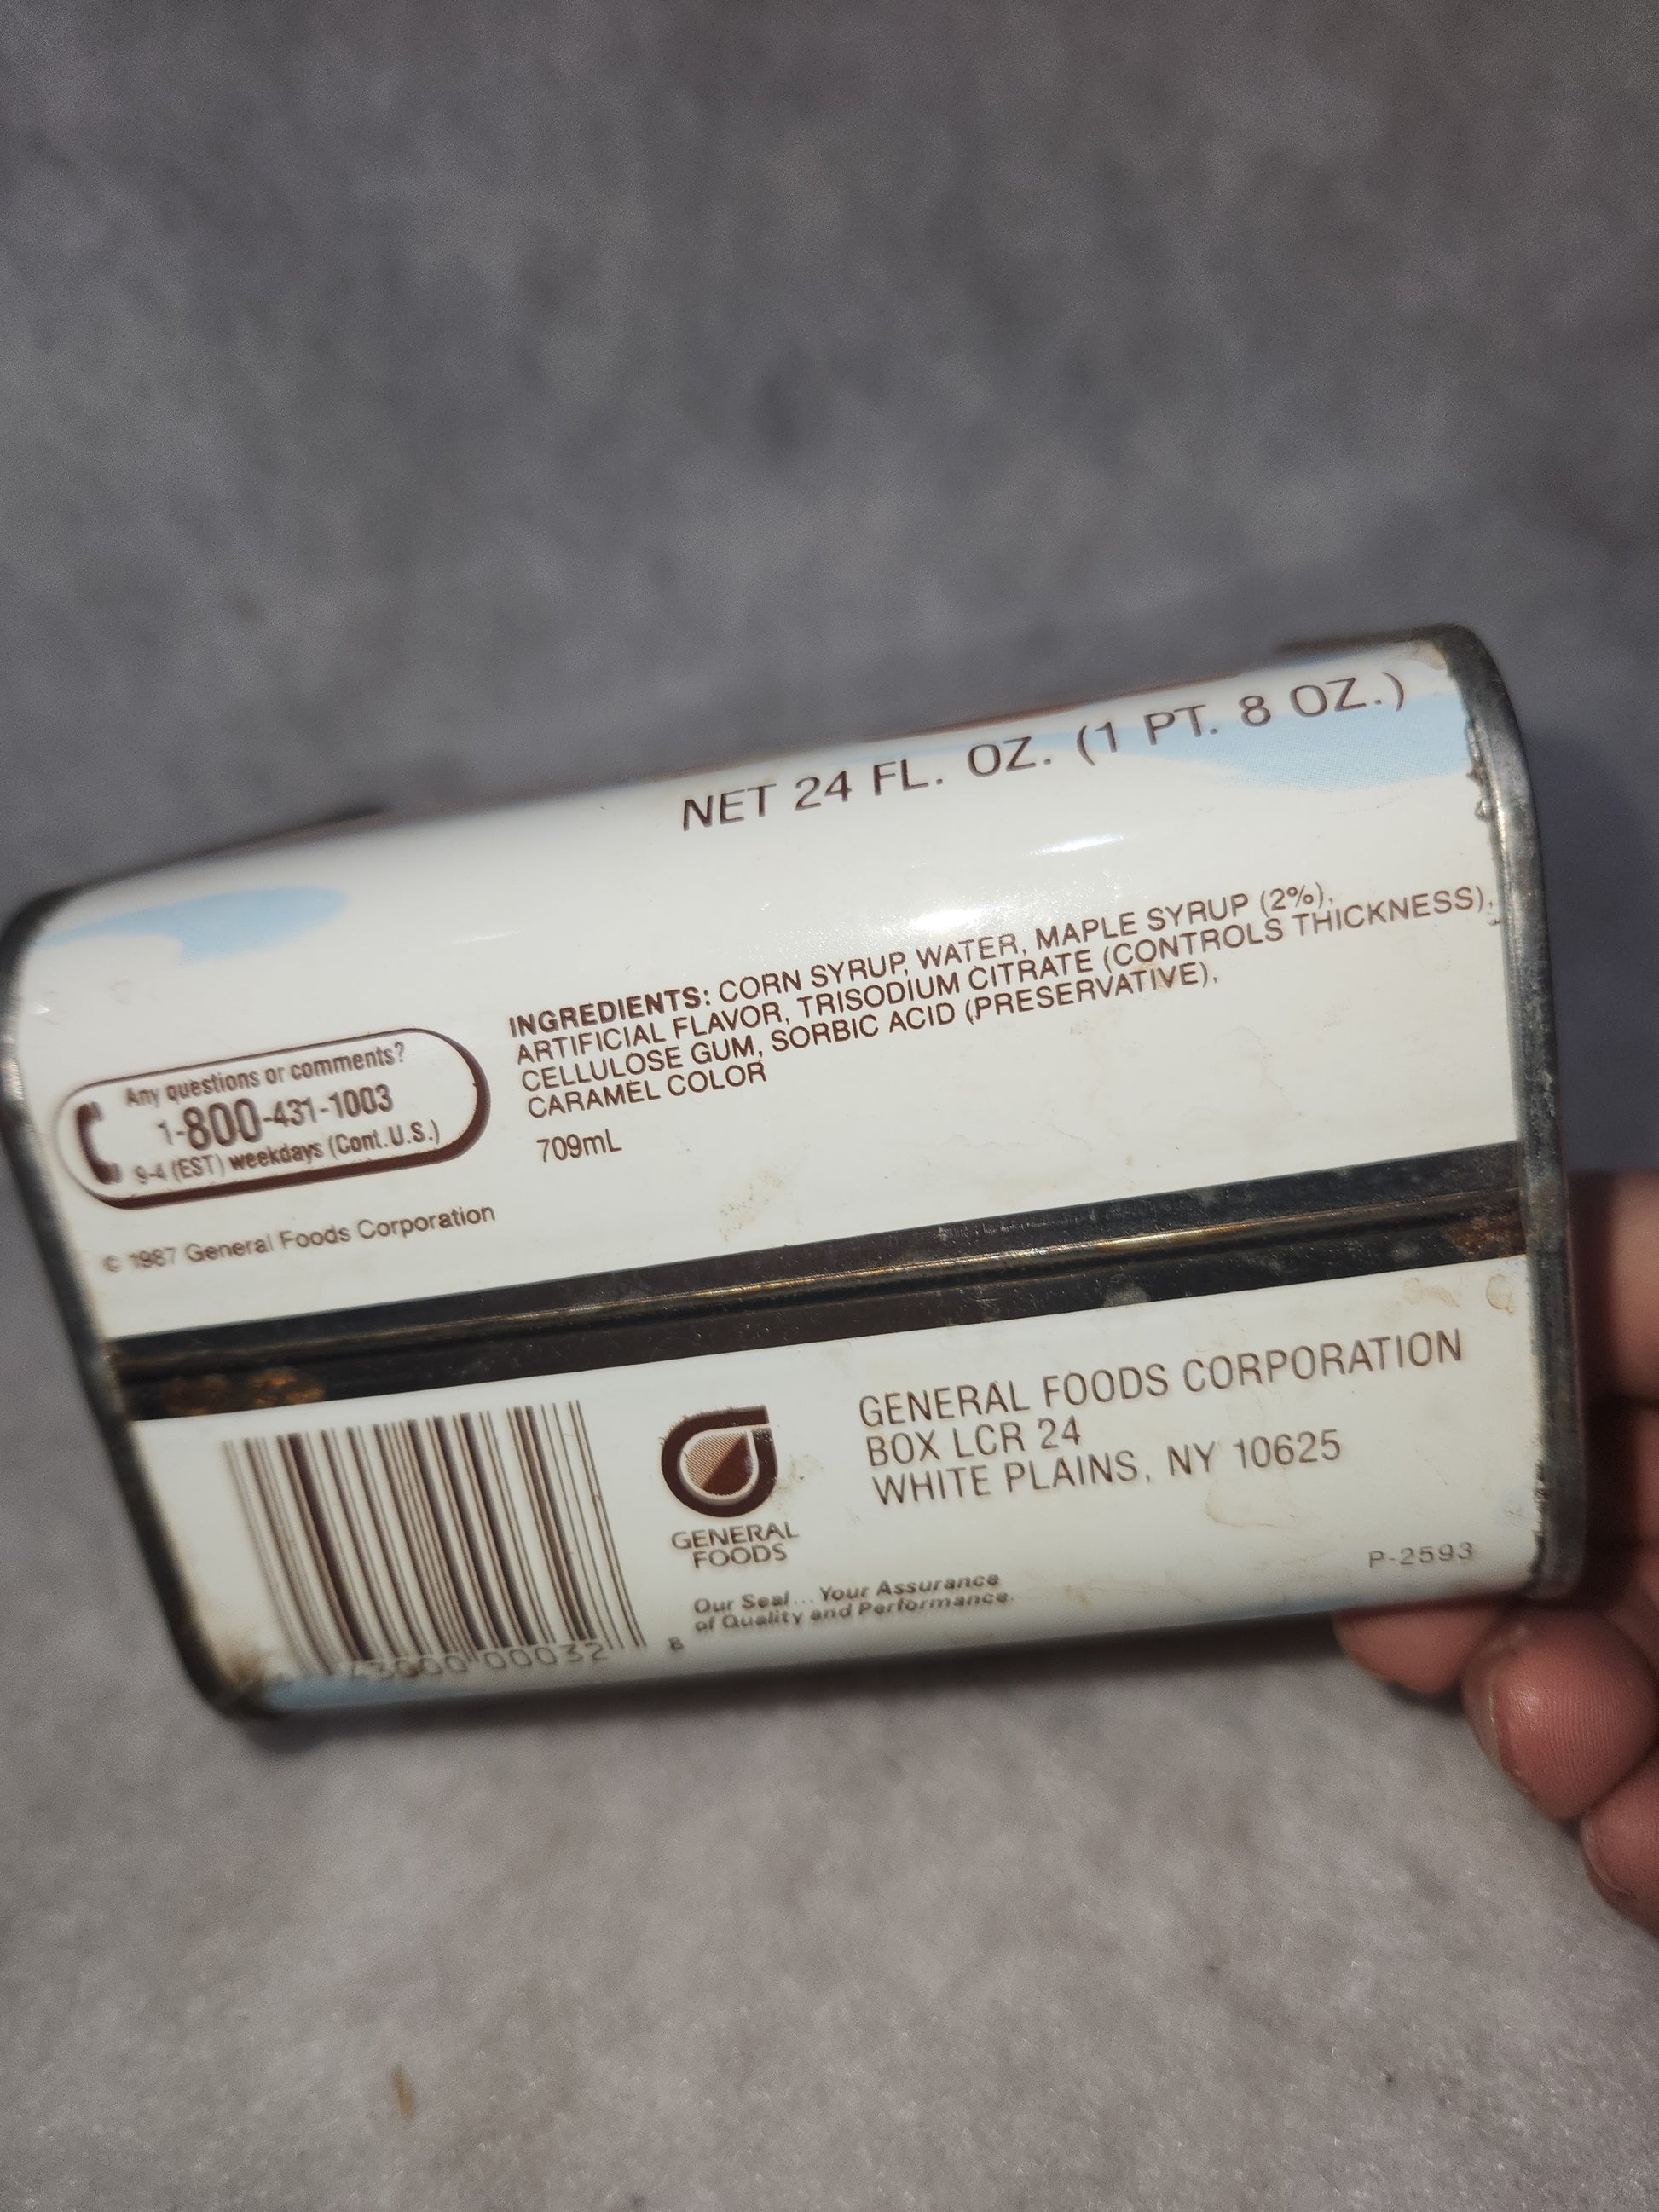 NET 24 FL. OZ. (1 PT. 8 OZ.)
INGREDIENTS: CORN SYRUP, WATER, MAPLE SYRUP (2%),
ARTIFICIAL FLAVOR, TRISODIUM CITRATE (CONTROLS THICKNESS),
CELLULOSE GUM, SORBIC ACID (PRESERVATIVE),
CARAMEL COLOR
709mL
Any questions or comments?
1-800-431-1003
9-4 (EST) weekdays (Cont.U.S.)
© 1987 General Foods Corporation
GENERAL FOODS CORPORATION
BOX LCR 24
WHITE PLAINS, NY 10625
P-2593
GENERAL
FOODS
Our Seal... Your Assurance
of Quality and Performance.
43000 00032 8